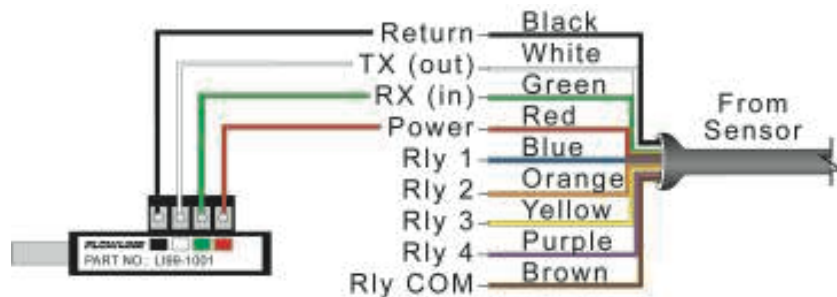 Return Black
TX (out) White
RX (in) Green
Power Red
Rly 1 Blue
Rly 2 Orange
Rly 3 Yellow
Rly 4 Purple
Rly COM Brown
From
Sensor
FLOWLINE
PART NO.: LI99-1001